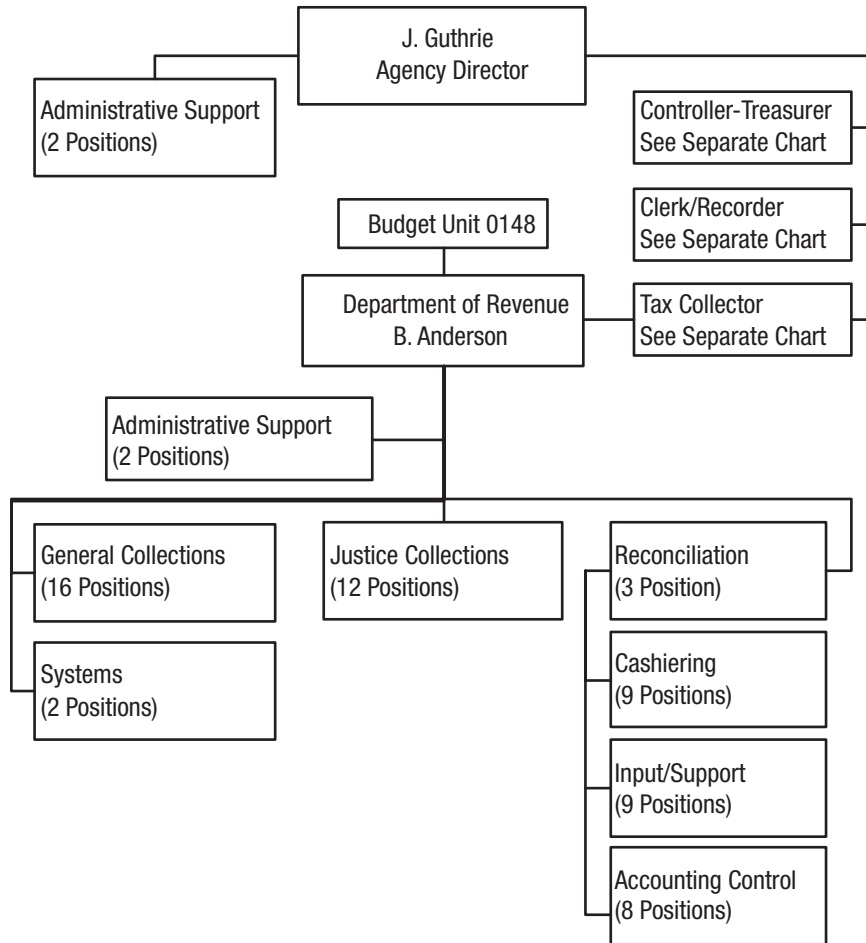 J. Guthrie
Agency Director
Administrative Support
(2 Positions)
Controller-Treasurer
See Separate Chart
Clerk/Recorder
See Separate Chart
Budget Unit 0148
Department of Revenue
B. Anderson
Tax Collector
See Separate Chart
Administrative Support
(2 Positions)
General Collections
(16 Positions)
Justice Collections
(12 Positions)
Reconciliation
(3 Position)
Systems
(2 Positions)
Cashiering
(9 Positions)
Input/Support
(9 Positions)
Accounting Control
(8 Positions)